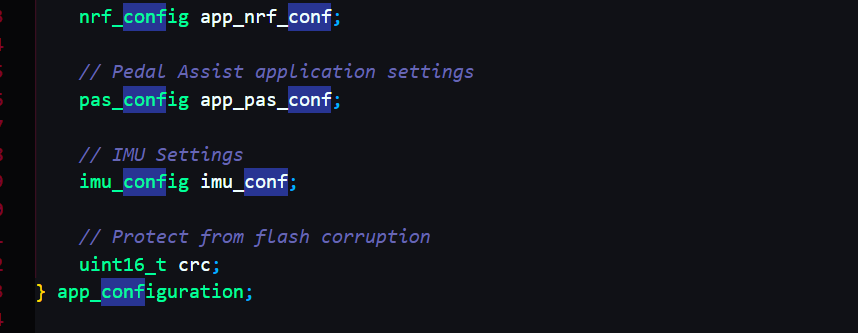 nrf_config app_nrf_conf;
// Pedal Assist application settings
pas_config app_pas_conf;
// IMU Settings
imu_config imu_conf;
// Protect from flash corruption
uint16_t crc;
} app_configuration;